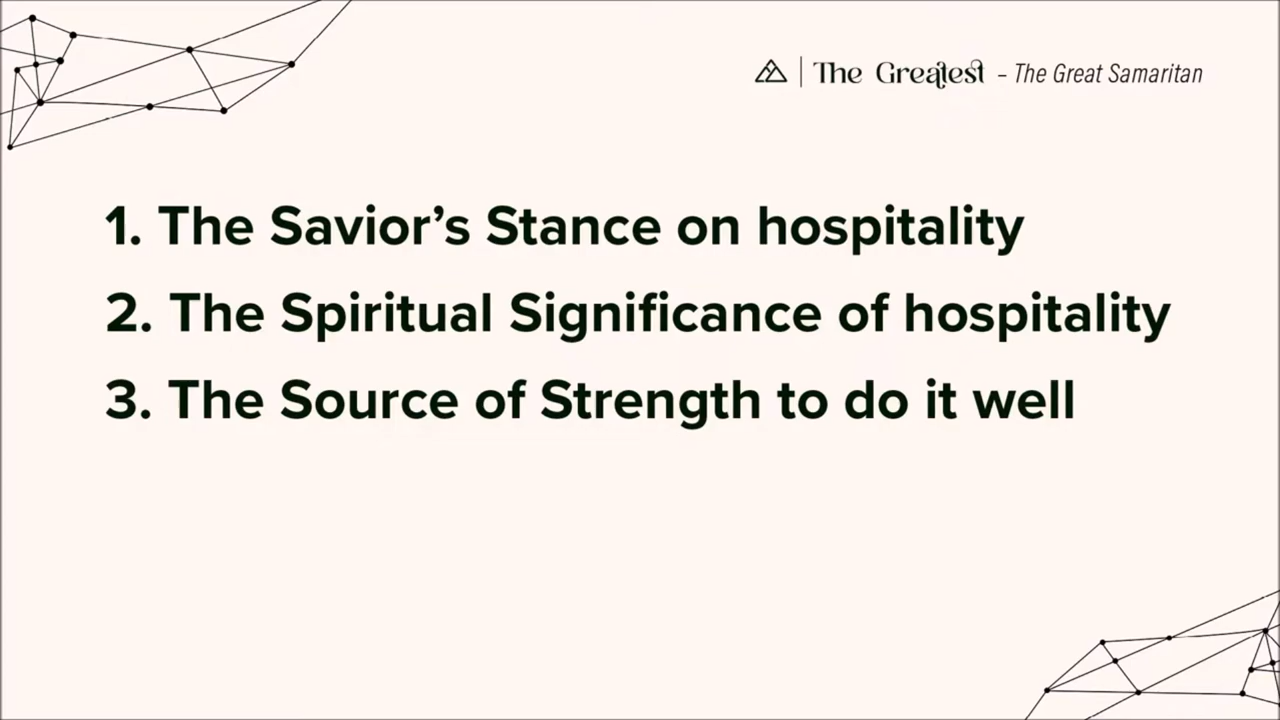 The Greatest – The Great Samaritan
1. The Savior’s Stance on hospitality
2. The Spiritual Significance of hospitality
3. The Source of Strength to do it well